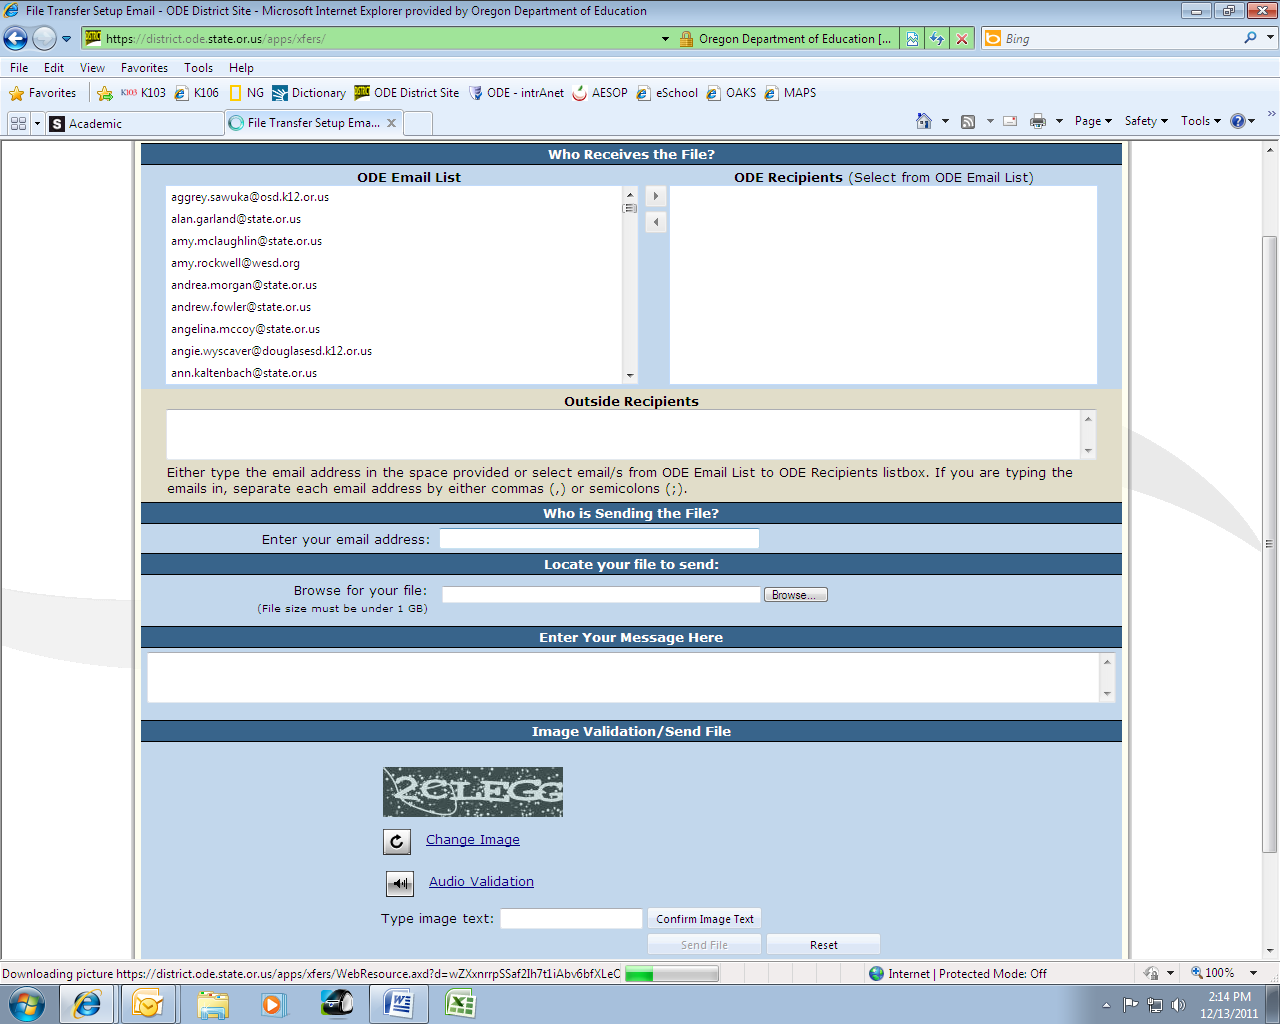 File Transfer Setup Email - ODE District Site - Microsoft Internet Explorer provided by Oregon Department of Education
https://district.ode.state.or.us/apps/xfers/
Oregon Department of Education [...
Bing
File Edit View Favorites Tools Help
Favorites K103 K103 K106 NG Dictionary ODE District Site ODE - intrAnet AESOP eSchool OAKS MAPS
S Academic
File Transfer Setup Ema... X
Page Safety Tools
Who Receives the File?
ODE Email List
ODE Recipients (Select from ODE Email List)
aggrey.sawuka@osd.k12.or.us
alan.garland@state.or.us
amy.mclaughlin@state.or.us
amy.rockwell@wesd.org
andrea.morgan@state.or.us
andrew.fowler@state.or.us
angelina.mccoy@state.or.us
angie.wyscaver@douglasesd.k12.or.us
ann.kaltenbach@state.or.us
Outside Recipients
Either type the email address in the space provided or select email/s from ODE Email List to ODE Recipients listbox. If you are typing the
emails in, separate each email address by either commas (,) or semicolons (;).
Who is Sending the File?
Enter your email address:
Locate your file to send:
Browse for your file:
Browse...
(File size must be under 1 GB)
Enter Your Message Here
Image Validation/Send File
Change Image
Audio Validation
Type image text:
Confirm Image Text
Send File
Reset
Downloading picture https://district.ode.state.or.us/apps/xfers/WebResource.axd?d=
Internet | Protected Mode: Off
100%
2:14 PM
12/13/2011